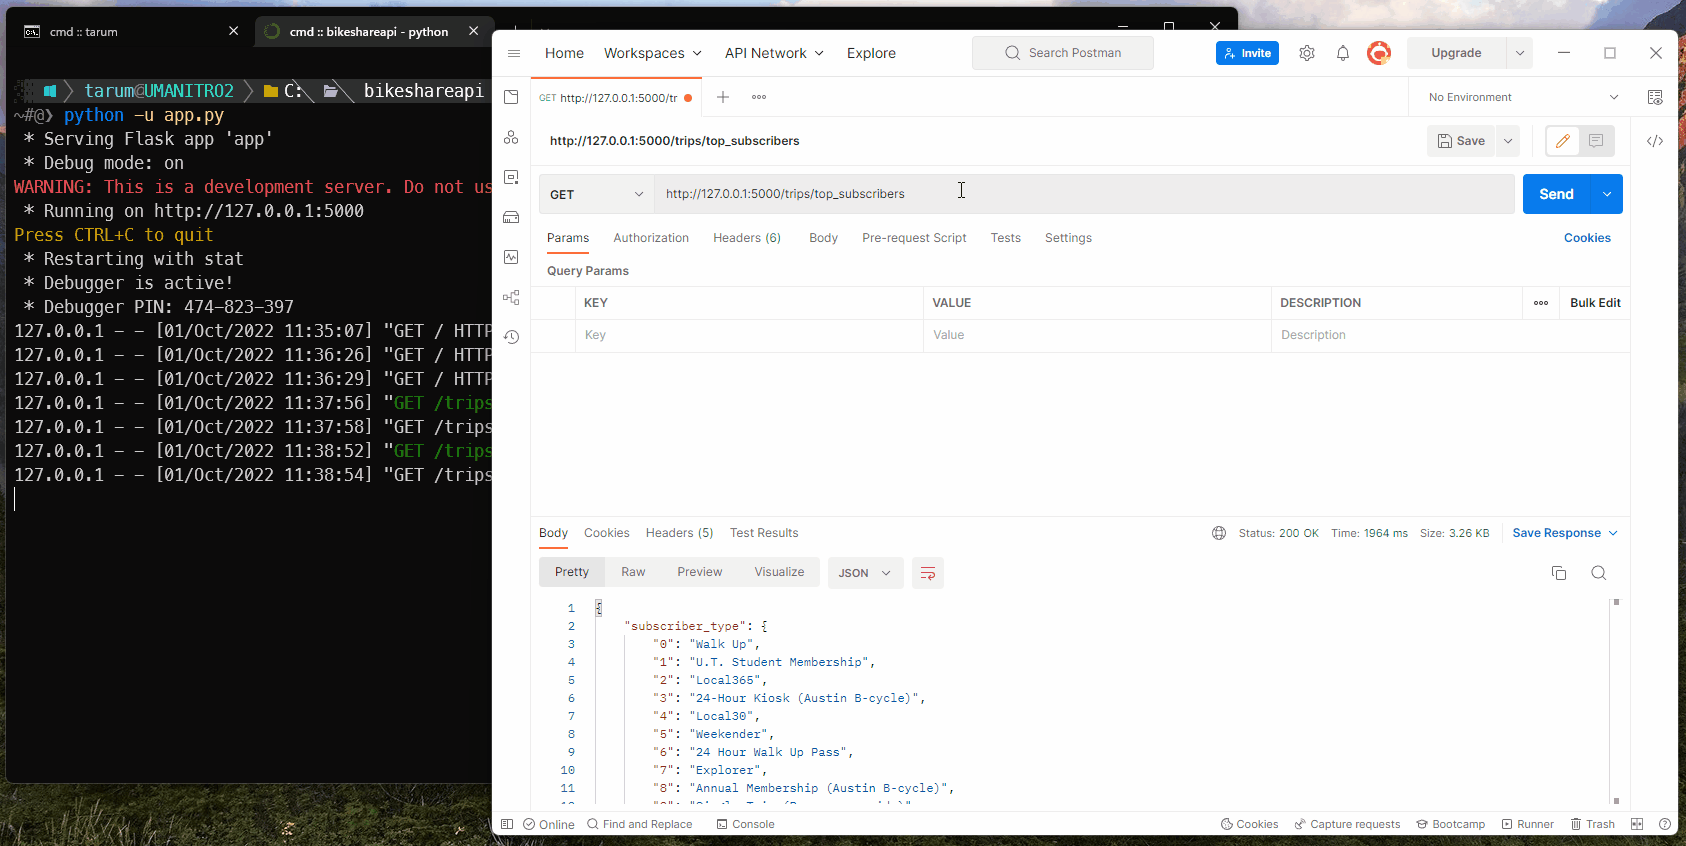 cmd :: tarum
cmd :: bikeshareapi - python
tarum@UMANITRO2 C:\ \ bikeshareapi
~#@❯ python -u app.py
* Serving Flask app 'app'
* Debug mode: on
WARNING: This is a development server. Do not us
* Running on http://127.0.0.1:5000
Press CTRL+C to quit
* Restarting with stat
* Debugger is active!
* Debugger PIN: 474-823-397
127.0.0.1 - - [01/Oct/2022 11:35:07] "GET / HTTP
127.0.0.1 - - [01/Oct/2022 11:36:26] "GET / HTTP
127.0.0.1 - - [01/Oct/2022 11:36:29] "GET / HTTP
127.0.0.1 - - [01/Oct/2022 11:37:56] "GET /trips
127.0.0.1 - - [01/Oct/2022 11:37:58] "GET /trips
127.0.0.1 - - [01/Oct/2022 11:38:52] "GET /trips
127.0.0.1 - - [01/Oct/2022 11:38:54] "GET /trips
Home Workspaces API Network Explore Search Postman Invite Upgrade
GET http://127.0.0.1:5000/tr No Environment
http://127.0.0.1:5000/trips/top_subscribers Save
GET http://127.0.0.1:5000/trips/top_subscribers Send
Params Authorization Headers (6) Body Pre-request Script Tests Settings Cookies
Query Params
KEY VALUE DESCRIPTION Bulk Edit
Key Value Description
Body Cookies Headers (5) Test Results Status: 200 OK Time: 1964 ms Size: 3.26 KB Save Response
Pretty Raw Preview Visualize JSON
1 {
2 "subscriber_type": {
3 "0": "Walk Up",
4 "1": "U.T. Student Membership",
5 "2": "Local365",
6 "3": "24-Hour Kiosk (Austin B-cycle)",
7 "4": "Local30",
8 "5": "Weekender",
9 "6": "24 Hour Walk Up Pass",
10 "7": "Explorer",
11 "8": "Annual Membership (Austin B-cycle)",
Online Find and Replace Console Cookies Capture requests Bootcamp Runner Trash